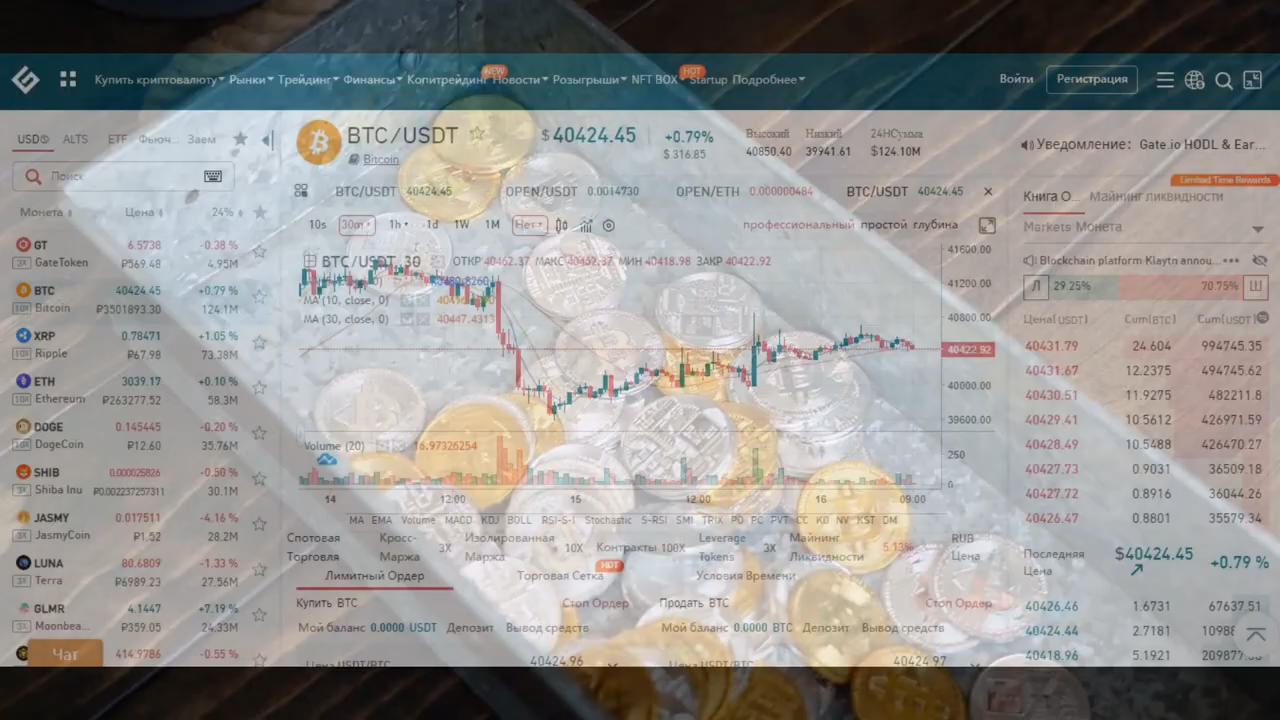 Купить криптовалюту Рынки Трейдинг Финансы Копитрейдинг NEW Новости Розыгрыши NFT BOX HOT Startup Подробнее
Войти Регистрация
USD ALTS ETF Фьюч... Заем
Поиск
Монета Цена 24%
GT 6.5738 -0.38 %
GateToken ₽569.48 4.95M
BTC 40424.45 +0.79 %
Bitcoin ₽3501893.30 124.1M
XRP 0.78471 +1.05 %
Ripple ₽67.98 73.38M
ETH 3039.17 +0.10 %
Ethereum ₽263277.52 58.3M
DOGE 0.145445 -0.20 %
DogeCoin ₽12.60 35.76M
SHIB 0.000025826 -0.50 %
Shiba Inu ₽0.002237257311 30.1M
JASMY 0.017511 -4.16 %
JasmyCoin ₽1.52 28.2M
LUNA 80.6809 -1.33 %
Terra ₽6989.23 27.56M
GLMR 4.1447 +7.19 %
Moonbea... ₽359.05 24.33M
414.9786 -0.55 %
Чат
BTC/USDT
Bitcoin
$40424.45
+0.79%
$ 316.85
Высокий Низкий 24HСумма
40850.40 39941.61 $124.10M
BTC/USDT 40424.45 OPEN/USDT 0.0014730 OPEN/ETH 0.000000484 BTC/USDT 40424.45
10s 30m 1h 1d 1W 1M Нет
профессиональный простой глубина
BTC/USDT, 30 ОТКР 40462.37 МАКС 40462.37 МИН 40418.98 ЗАКР 40422.92
MA (10, close, 0)
MA (30, close, 0) 40447.4313
41600.00
41200.00
40800.00
40422.92
40000.00
39600.00
Volume (20) 16.97326254
250
0
14 12:00 15 12:00 16 09:00
MA EMA Volume MACD KDJ BOLL RSI-S-I Stochastic S-RSI SMI TRIX PO PC PVT CC KO NV KST DM
Спотовая Торговля
Кросс-Маржа 3X
Изолированная Маржа 10X
Контракты 100X
Leverage Tokens 3X
Майнинг Ликвидности 5.13%
RUB Цена
Лимитный Ордер Торговая Сетка HOT Условия Времени
Купить BTC Стоп Ордер Продать BTC Стоп Ордер
Мой баланс 0.0000 USDT Депозит Вывод средств Мой баланс 0.0000 BTC Депозит Вывод средств
Цена USDT/BTC 40424.96 Цена USDT/BTC 40424.97
Уведомление: Gate.io HODL & Ear...
Limited Time Rewards
Книга О... Майнинг ликвидности
Markets Монета
Blockchain platform Klaytn annou...
Л 29.25% 70.75% Ш
Цена(USDT) Cum(BTC) Cum(USDT)
40431.79 24.604 994745.35
40431.67 12.2375 494745.62
40430.51 11.9275 482211.8
40429.41 10.5612 426971.59
40428.49 10.5488 426470.27
40427.73 0.9031 36509.18
40427.72 0.8916 36044.26
40426.47 0.8801 35579.34
Последняя Цена $40424.45 +0.79 %
40426.46 1.6731 67637.51
40424.44 2.7181
40418.96 5.1921